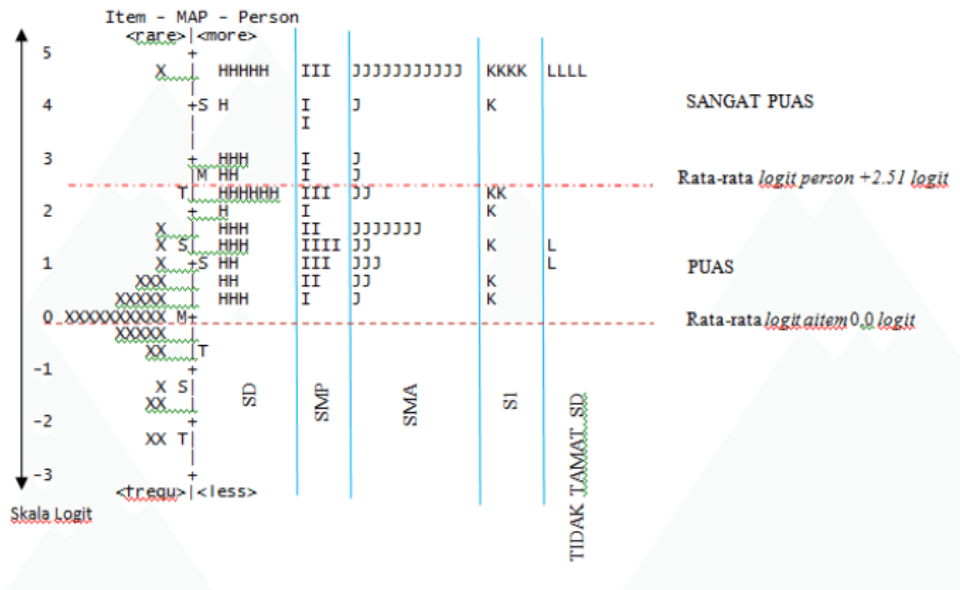 Item - MAP - Person
<rare>|<more>
5 +
X | HHHHH III JJJJJJJJJJJ KKKK LLLL
4 +S H I J K SANGAT PUAS
| I
|
3 + HHH I J
|M HH I J
Rata-rata logit person +2.51 logit
T| HHHHHH III JJ KK
2 + H I K
X | HHH II JJJJJJJ
X S| HHH IIII JJ K L
1 X +S HH III JJJ L PUAS
XXX | HH II JJ K
XXXXX | HHH I J K
0 XXXXXXXXXX M+
Rata-rata logit aitem 0,0 logit
XXXXX |
XX |T
-1 +
X S|
XX |
-2 +
XX T|
|
-3 +
<frequ>|<less>
Skala Logit
SD
SMP
SMA
S1
TIDAK TAMAT SD